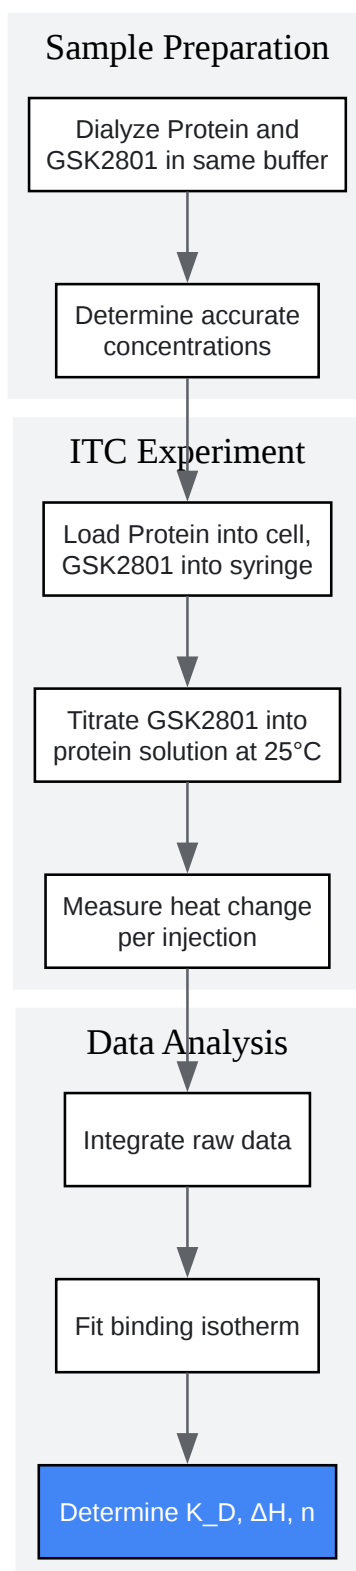 Sample Preparation
Dialyze Protein and
GSK2801 in same buffer
Determine accurate
concentrations
ITC Experiment
Load Protein into cell,
GSK2801 into syringe
Titrate GSK2801 into
protein solution at 25°C
Measure heat change
per injection
Data Analysis
Integrate raw data
Fit binding isotherm
Determine K_D, ΔH, n